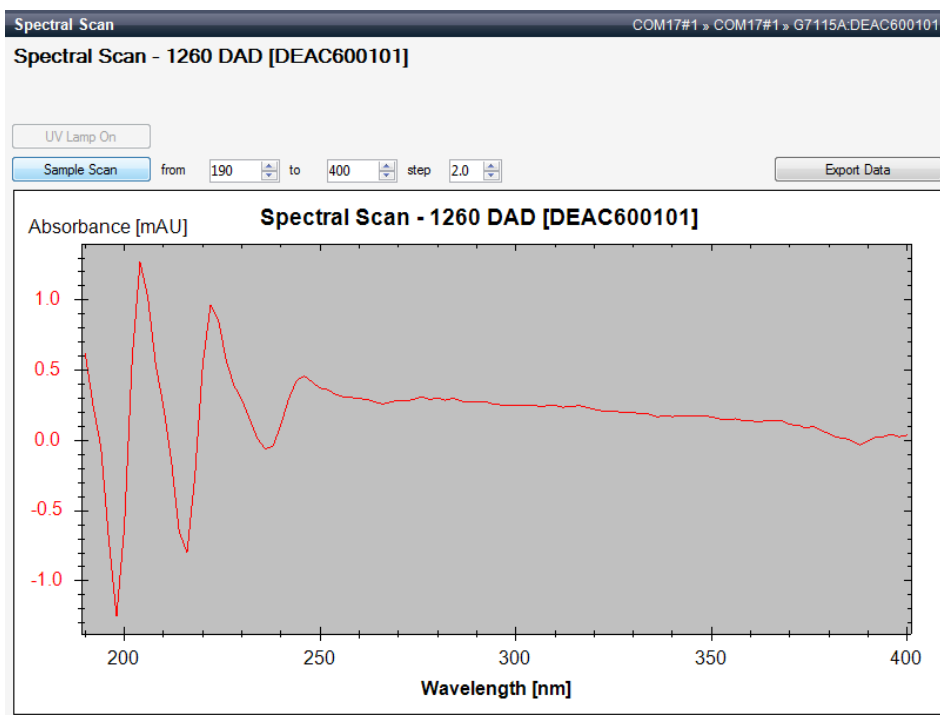 Spectral Scan COM17#1 » COM17#1 » G7115A:DEAC600101
Spectral Scan - 1260 DAD [DEAC600101]
UV Lamp On
Sample Scan from 190 to 400 step 2.0 Export Data
Absorbance [mAU] Spectral Scan - 1260 DAD [DEAC600101]
1.0
0.5
0.0
-0.5
-1.0
200 250 300 350 400
Wavelength [nm]